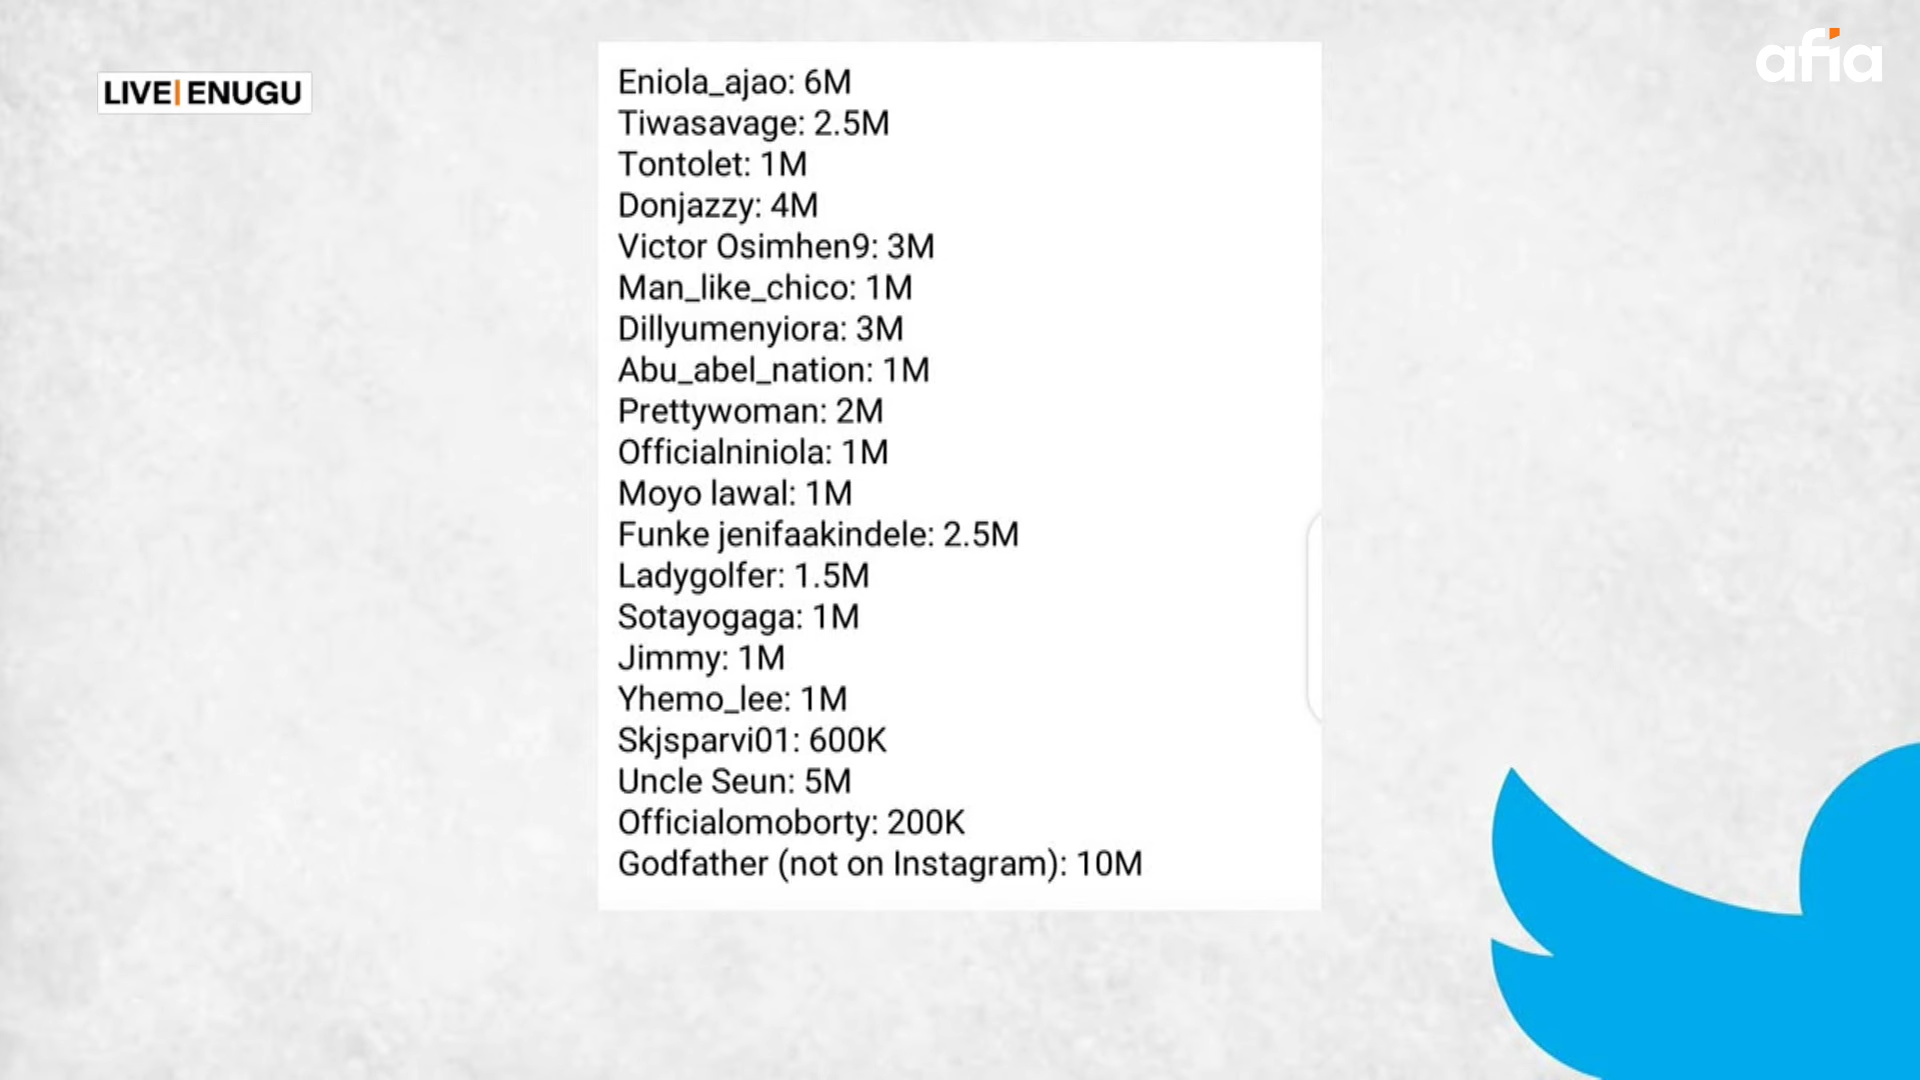 LIVE|ENUGU
afia
Eniola_ajao: 6M
Tiwasavage: 2.5M
Tontolet: 1M
Donjazzy: 4M
Victor Osimhen9: 3M
Man_like_chico: 1M
Dillyumenyiora: 3M
Abu_abel_nation: 1M
Prettywoman: 2M
Officialniniola: 1M
Moyo lawal: 1M
Funke jenifaakindele: 2.5M
Ladygolfer: 1.5M
Sotayogaga: 1M
Jimmy: 1M
Yhemo_lee: 1M
Skjsparvi01: 600K
Uncle Seun: 5M
Officialomoborty: 200K
Godfather (not on Instagram): 10M